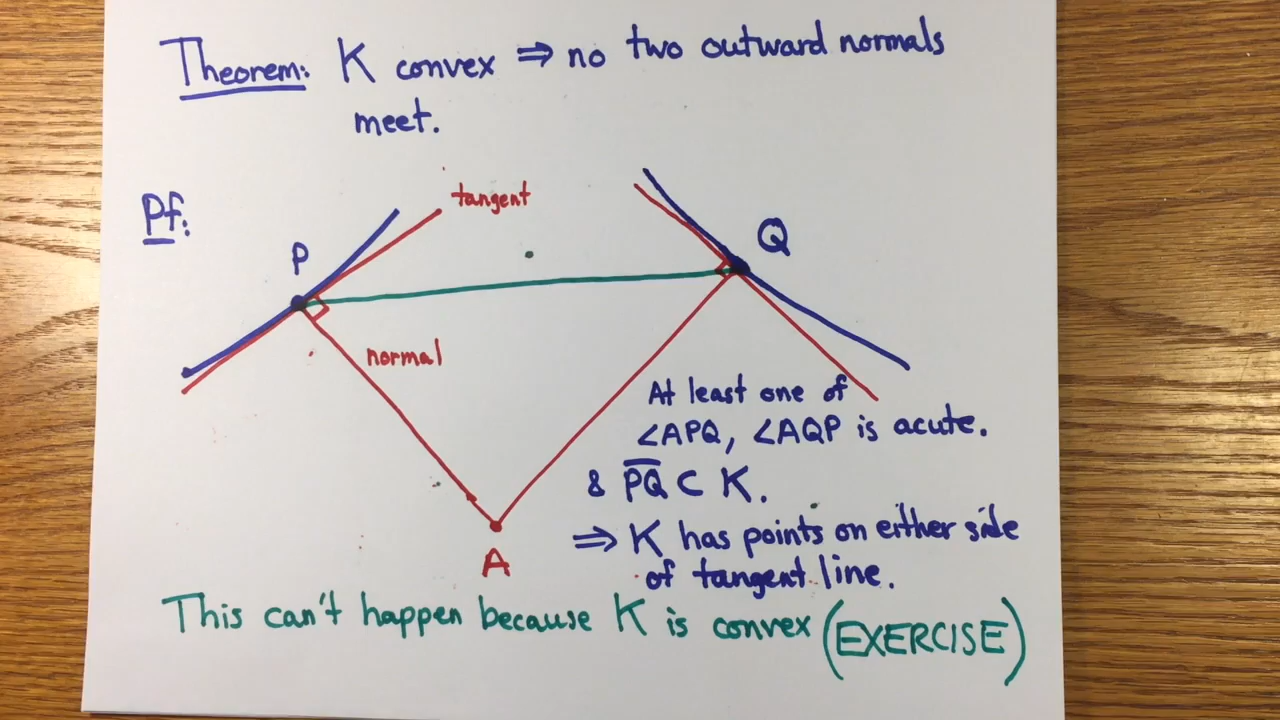 Theorem: K convex ⇒ no two outward normals
meet.
Pf:
tangent
P
Q
normal
At least one of
∠APQ, ∠AQP is acute.
& P̅Q̅ ⊂ K.
⇒ K has points on either side
of tangent line.
A
This can't happen because K is convex (EXERCISE)